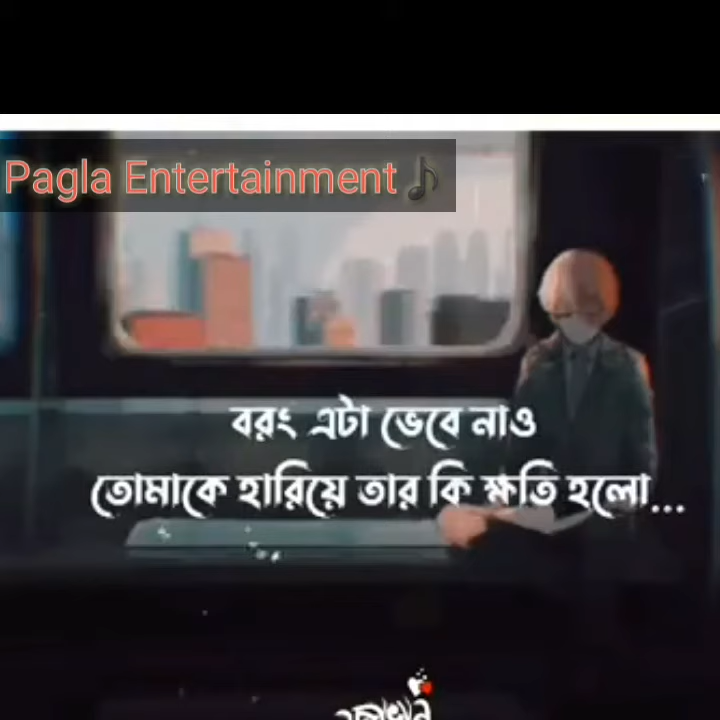 Pagla Entertainment
বরং এটা ভেবে নাও
তোমাকে হারিয়ে তার কি ক্ষতি হলো...